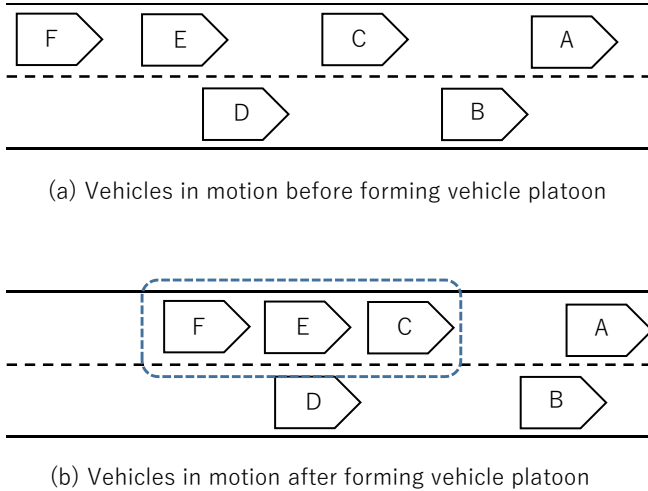 F E C A
D B
(a) Vehicles in motion before forming vehicle platoon
F E C A
D B
(b) Vehicles in motion after forming vehicle platoon